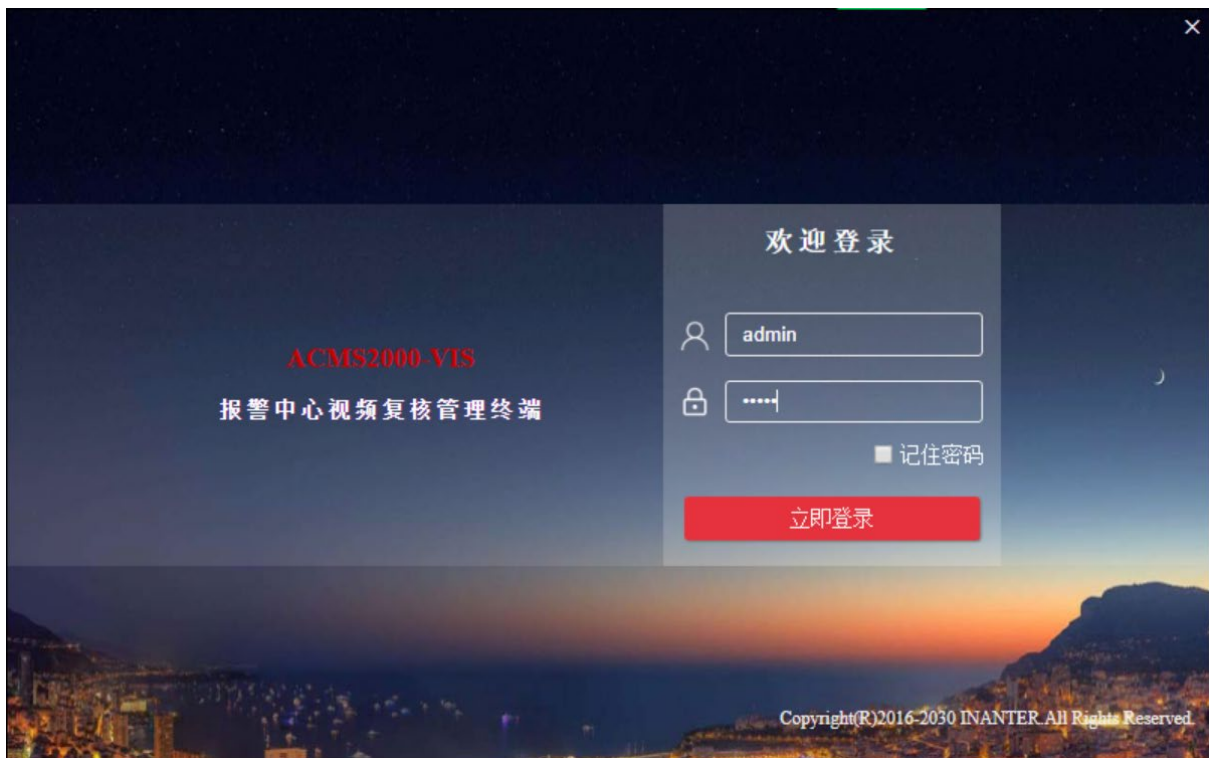 ACMS2000-VIS
报警中心视频复核管理终端
欢迎登录
admin
•••••
记住密码
立即登录
Copyright(R)2016-2030 INANTER.All Rights Reserved.